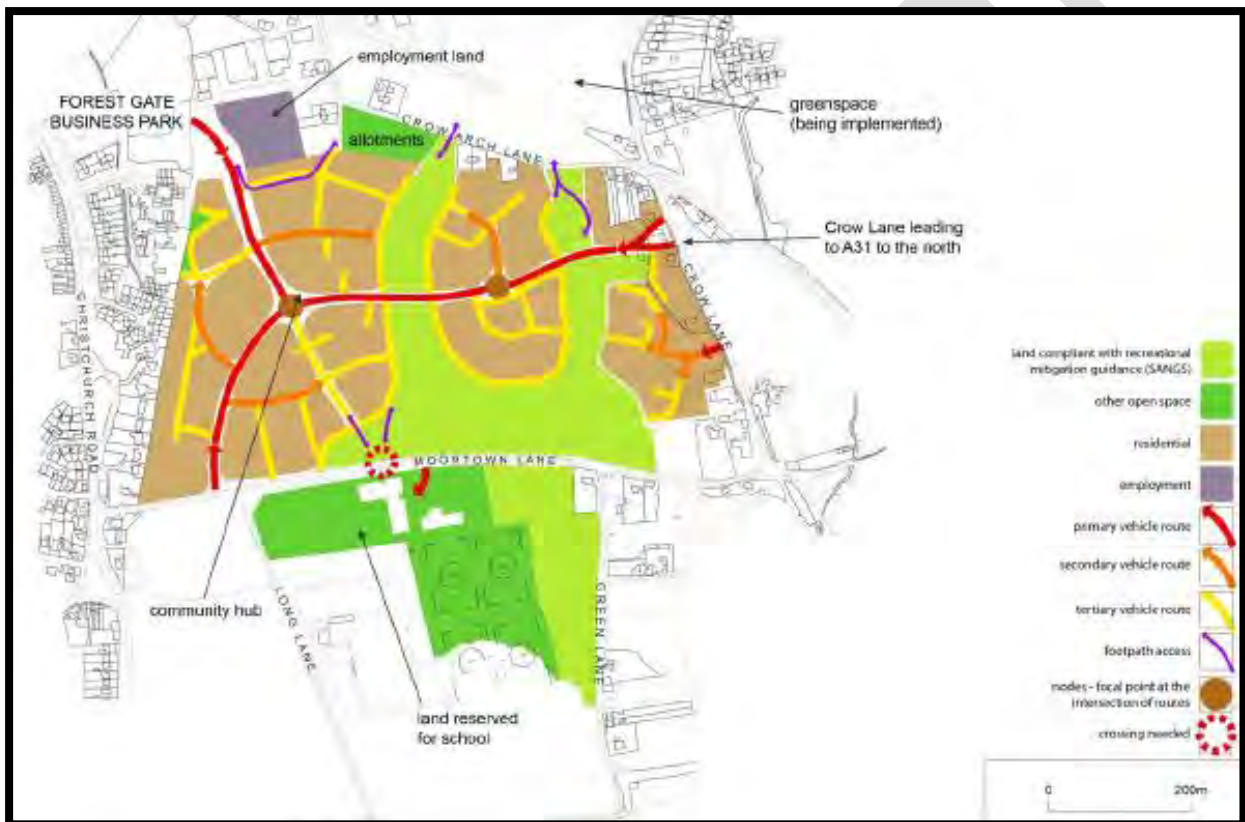 employment land
FOREST GATE
BUSINESS PARK
greenspace
(being implemented)
CROW ARCH LANE
allotments
Crow Lane leading
to A31 to the north
CROW LANE
CHRISTCHURCH ROAD
MOORTOWN LANE
community hub
LONG LANE
GREEN LANE
land reserved
for school
land compliant with recreational
mitigation guidance (SANGS)
other open space
residential
employment
primary vehicle route
secondary vehicle route
tertiary vehicle route
footpath access
nodes - focal point at the
intersection of routes
crossing needed
0 200m